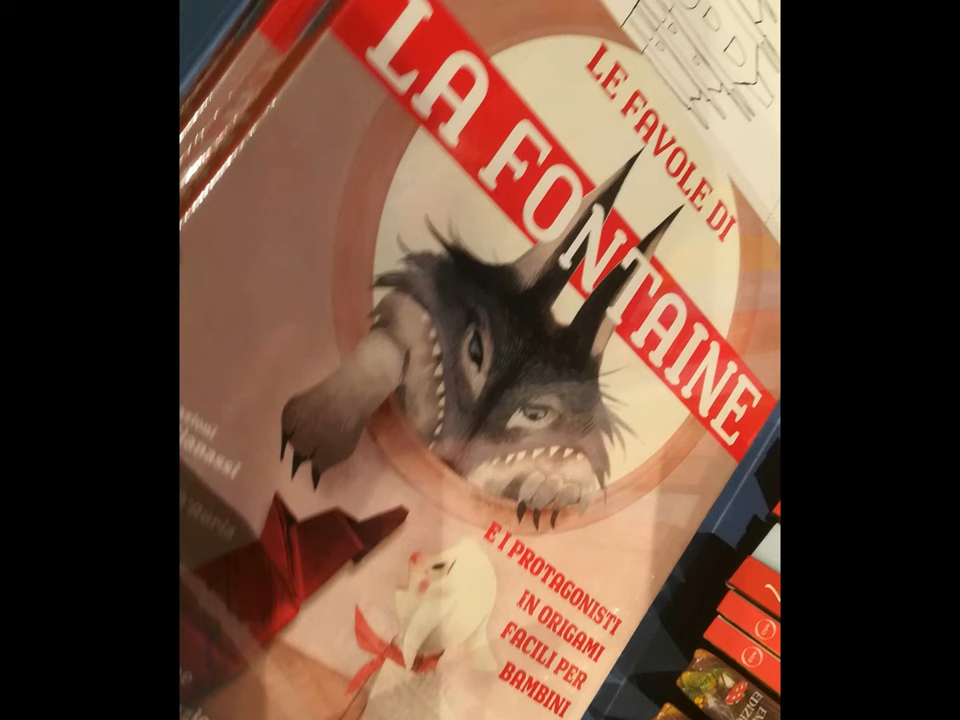 LE FAVOLE DI
LA FONTAINE
E I PROTAGONISTI
IN ORIGAMI
FACILI PER
BAMBINI